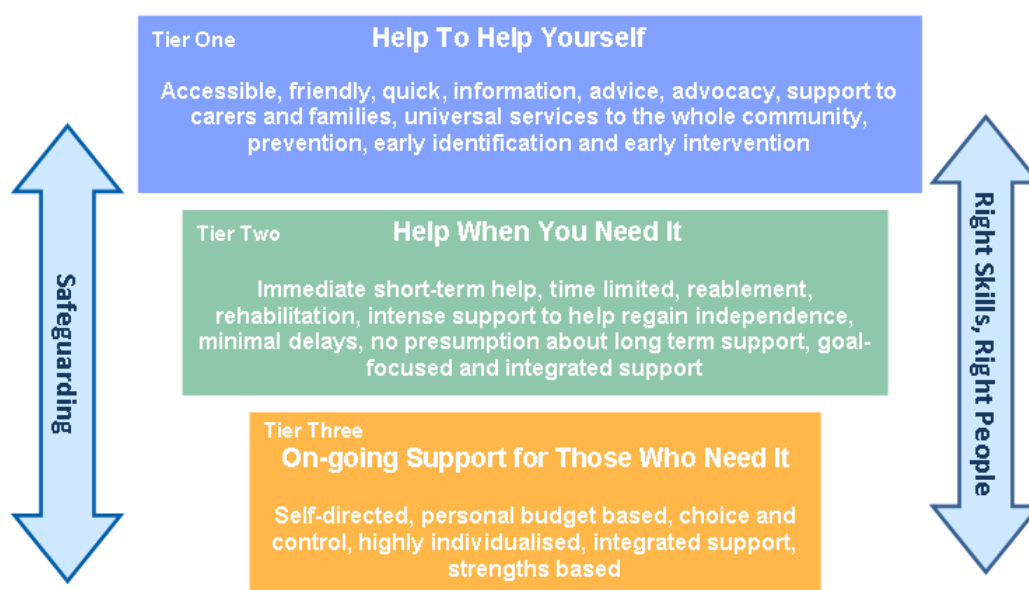 Tier One
Help To Help Yourself
Accessible, friendly, quick, information, advice, advocacy, support to
carers and families, universal services to the whole community,
prevention, early identification and early intervention
Safeguarding
Right Skills, Right People
Tier Two
Help When You Need It
Immediate short-term help, time limited, reablement,
rehabilitation, intense support to help regain independence,
minimal delays, no presumption about long term support, goal-
focused and integrated support
Tier Three
On-going Support for Those Who Need It
Self-directed, personal budget based, choice and
control, highly individualised, integrated support,
strengths based